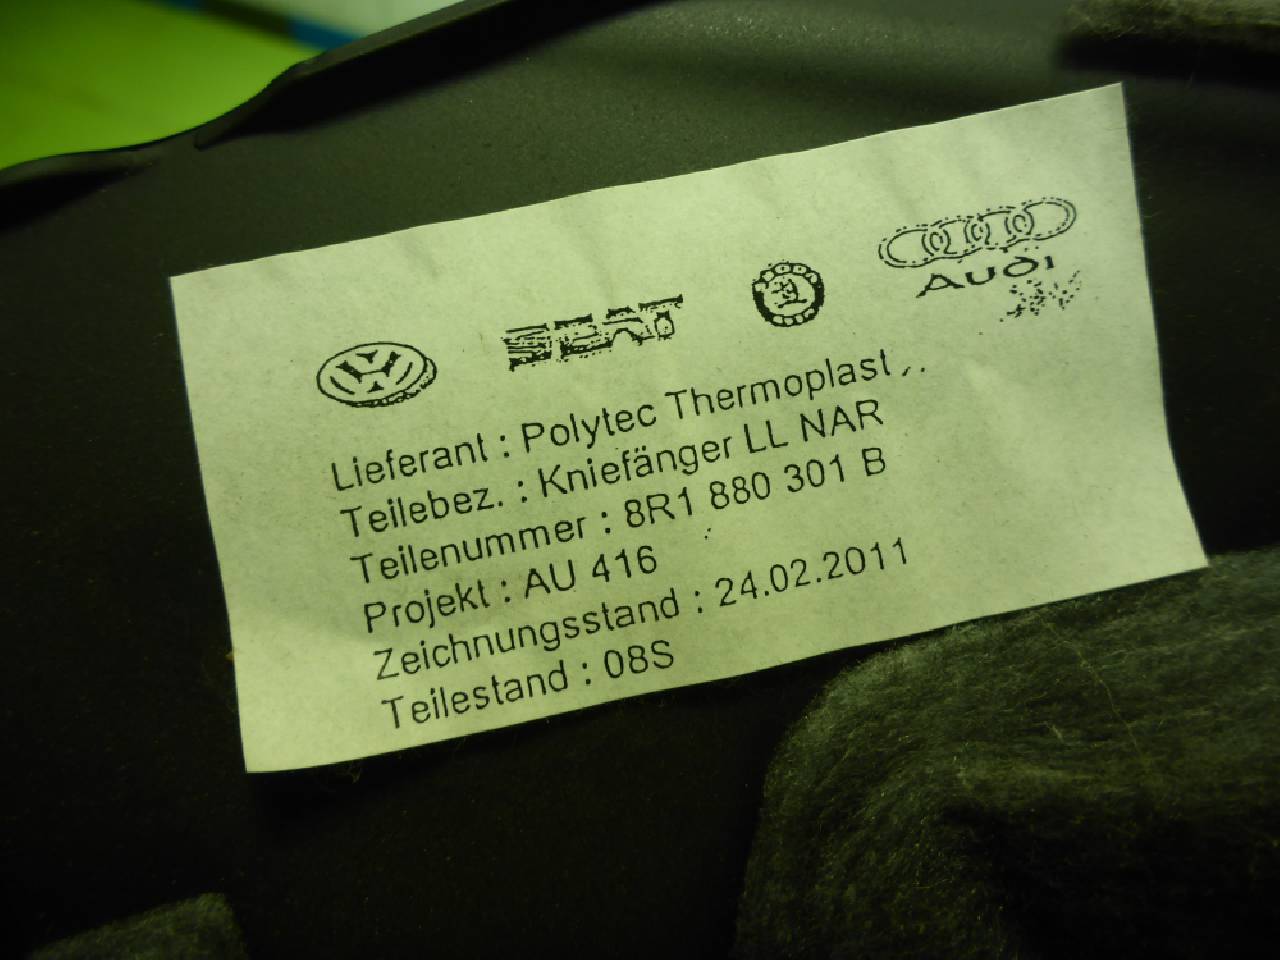 SEAT
AUDI
Lieferant : Polytec Thermoplast
Teilebez. : Kniefänger LL NAR
Teilenummer : 8R1 880 301 B
Projekt : AU 416
Zeichnungsstand : 24.02.2011
Teilestand : 08S